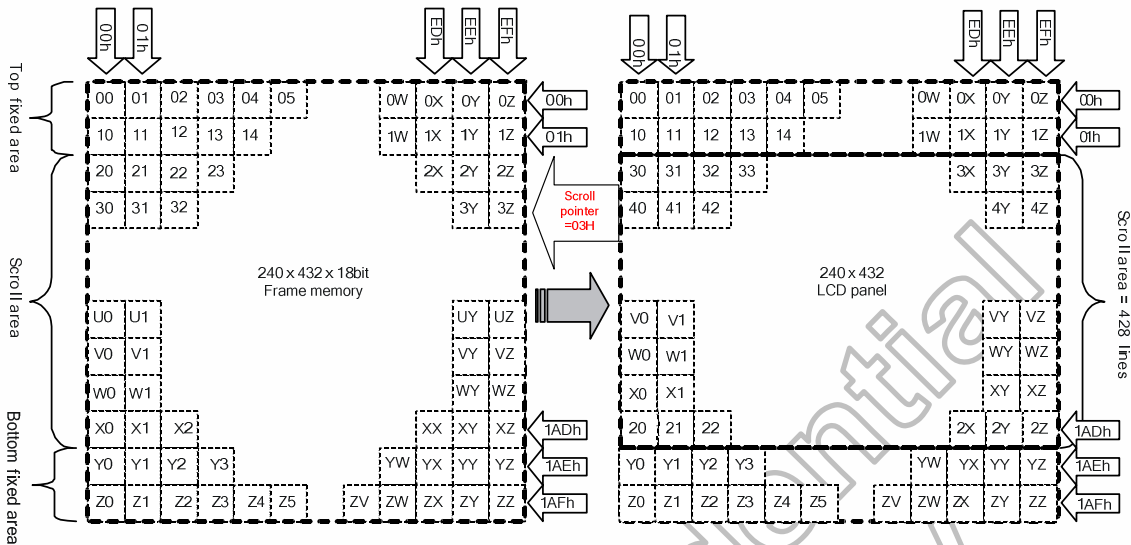 00h 01h EDh EEh EFh 00h 01h EDh EEh EFh
Top fixed area
00 01 02 03 04 05 0W 0X 0Y 0Z 00h 00 01 02 03 04 05 0W 0X 0Y 0Z 00h
10 11 12 13 14 1W 1X 1Y 1Z 01h 10 11 12 13 14 1W 1X 1Y 1Z 01h
20 21 22 23 2X 2Y 2Z 30 31 32 33 3X 3Y 3Z
30 31 32 3Y 3Z 40 41 42 4Y 4Z
Scroll
pointer
=03H
Scroll area
240 x 432 x 18bit
Frame memory
240 x 432
LCD panel
Scroll area = 428 lines
U0 U1 UY UZ V0 V1 VY VZ
V0 V1 VY VZ W0 W1 WY WZ
W0 W1 WY WZ X0 X1 XY XZ
X0 X1 X2 XX XY XZ 1ADh 20 21 22 2X 2Y 2Z 1ADh
Bottom fixed area
Y0 Y1 Y2 Y3 YW YX YY YZ 1AEh Y0 Y1 Y2 Y3 YW YX YY YZ 1AEh
Z0 Z1 Z2 Z3 Z4 Z5 ZV ZW ZX ZY ZZ 1AFh Z0 Z1 Z2 Z3 Z4 Z5 ZV ZW ZX ZY ZZ 1AFh